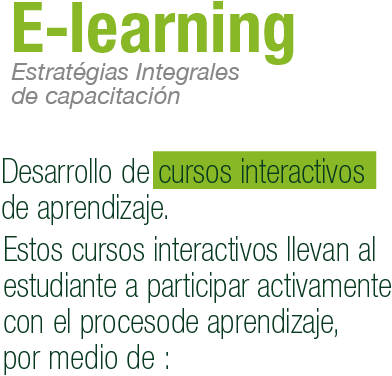 E-learning
Estratégias Integrales
de capacitación
Desarrollo de cursos interactivos
de aprendizaje.
Estos cursos interactivos llevan al
estudiante a participar activamente
con el procesode aprendizaje,
por medio de :